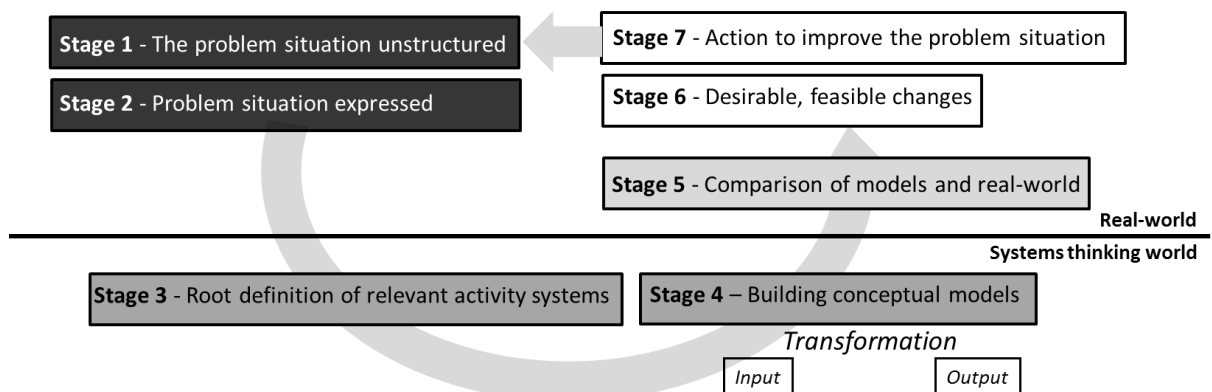 Stage 1 - The problem situation unstructured
Stage 2 - Problem situation expressed
Stage 7 - Action to improve the problem situation
Stage 6 - Desirable, feasible changes
Stage 5 - Comparison of models and real-world
Real-world
Systems thinking world
Stage 3 - Root definition of relevant activity systems
Stage 4 – Building conceptual models
Transformation
Input
Output